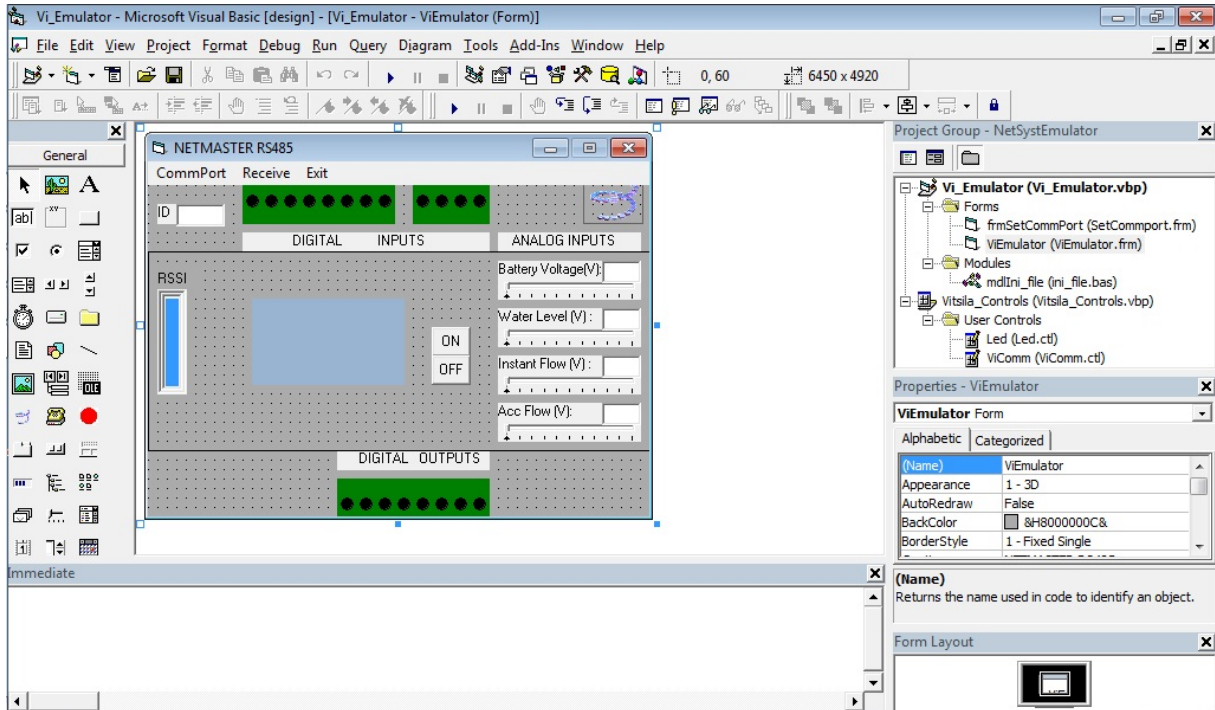 Vi_Emulator - Microsoft Visual Basic [design] - [Vi_Emulator - ViEmulator (Form)]
File Edit View Project Format Debug Run Query Diagram Tools Add-Ins Window Help
0, 60 6450 x 4920
General
A
ab|
xv
OLE
NETMASTER RS485
CommPort Receive Exit
ID
DIGITAL INPUTS
ANALOG INPUTS
RSSI
Battery Voltage(V):
Water Level (V) :
ON
OFF
Instant Flow (V) :
Acc Flow (V):
DIGITAL OUTPUTS
Immediate
Project Group - NetSystEmulator
Vi_Emulator (Vi_Emulator.vbp)
Forms
frmSetCommPort (SetCommport.frm)
ViEmulator (ViEmulator.frm)
Modules
mdlIni_file (ini_file.bas)
Vitsila_Controls (Vitsila_Controls.vbp)
User Controls
Led (Led.ctl)
ViComm (ViComm.ctl)
Properties - ViEmulator
ViEmulator Form
Alphabetic Categorized
(Name) ViEmulator
Appearance 1 - 3D
AutoRedraw False
BackColor &H8000000C&
BorderStyle 1 - Fixed Single
(Name)
Returns the name used in code to identify an object.
Form Layout